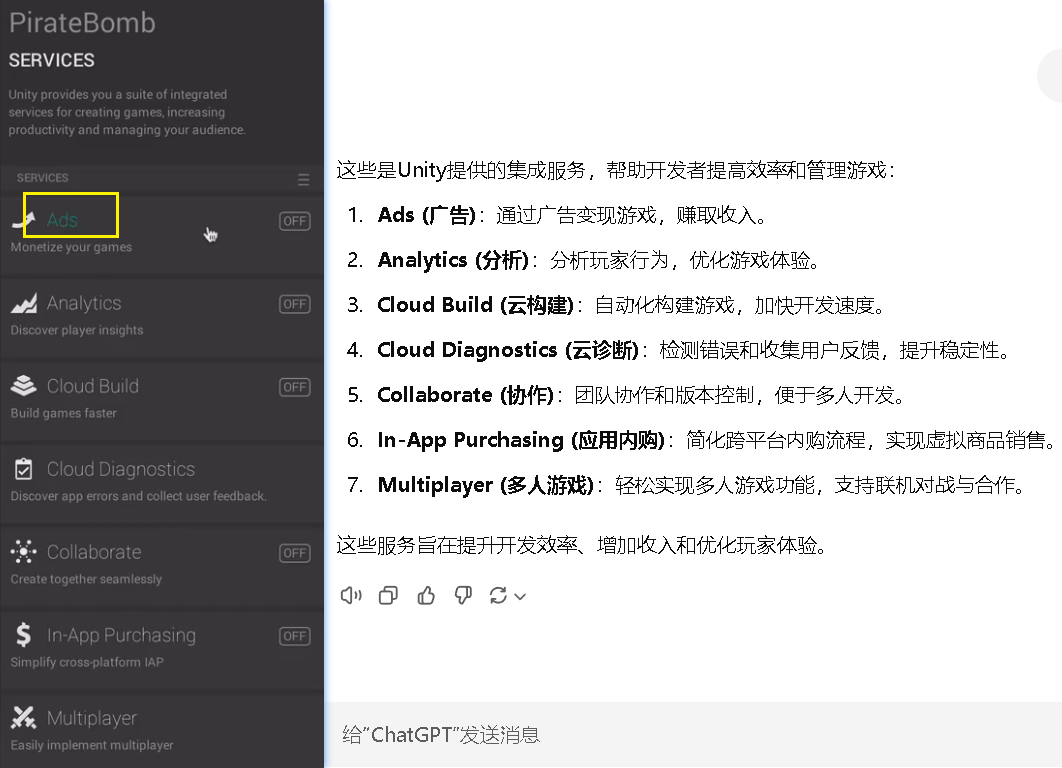 PirateBomb
SERVICES
Unity provides you a suite of integrated
services for creating games, increasing
productivity and managing your audience.
SERVICES
Ads
OFF
Monetize your games
Analytics
OFF
Discover player insights
Cloud Build
OFF
Build games faster
Cloud Diagnostics
Discover app errors and collect user feedback.
Collaborate
OFF
Create together seamlessly
In-App Purchasing
OFF
Simplify cross-platform IAP
Multiplayer
Easily implement multiplayer
这些是Unity提供的集成服务，帮助开发者提高效率和管理游戏：
1. Ads (广告)：通过广告变现游戏，赚取收入。
2. Analytics (分析)：分析玩家行为，优化游戏体验。
3. Cloud Build (云构建)：自动化构建游戏，加快开发速度。
4. Cloud Diagnostics (云诊断)：检测错误和收集用户反馈，提升稳定性。
5. Collaborate (协作)：团队协作和版本控制，便于多人开发。
6. In-App Purchasing (应用内购)：简化跨平台内购流程，实现虚拟商品销售。
7. Multiplayer (多人游戏)：轻松实现多人游戏功能，支持联机对战与合作。
这些服务旨在提升开发效率、增加收入和优化玩家体验。
给“ChatGPT”发送消息